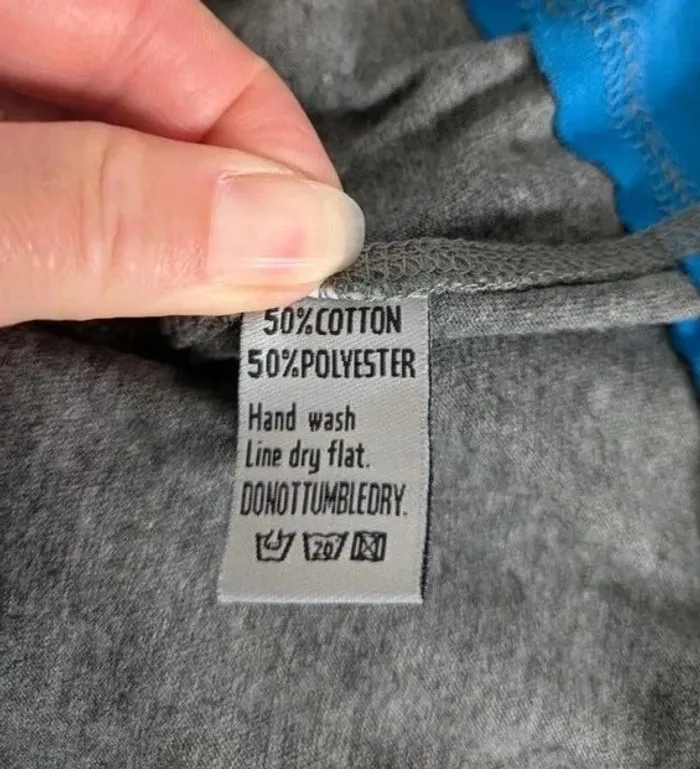 50%COTTON
50%POLYESTER
Hand wash
Line dry flat.
DONOTTUMBLEDRY.
20